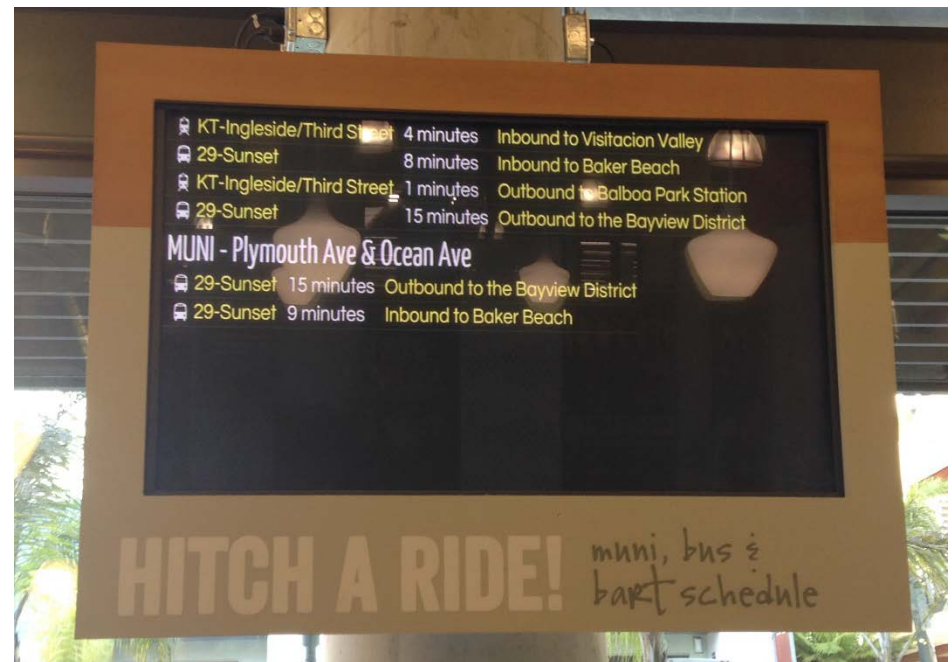 KT-Ingleside/Third Street 4 minutes Inbound to Visitacion Valley
29-Sunset 8 minutes Inbound to Baker Beach
KT-Ingleside/Third Street 1 minutes Outbound to Balboa Park Station
29-Sunset 15 minutes Outbound to the Bayview District
MUNI - Plymouth Ave & Ocean Ave
29-Sunset 15 minutes Outbound to the Bayview District
29-Sunset 9 minutes Inbound to Baker Beach
HITCH A RIDE!
muni, bus &
bart schedule